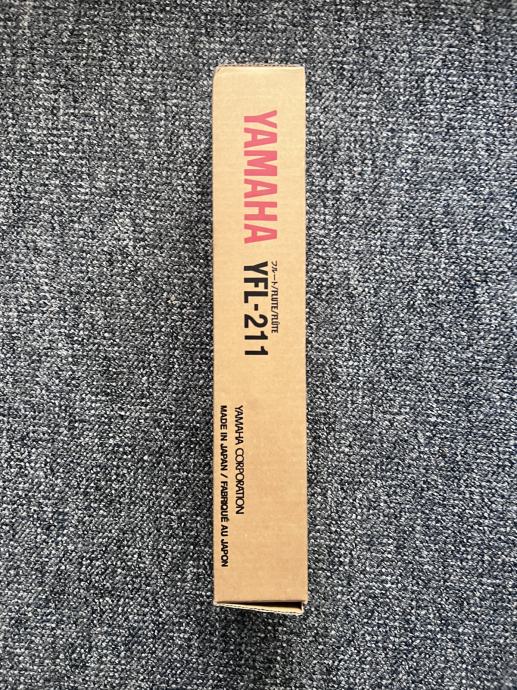 YAMAHA
フルート/FLUTE/FLÛTE
YFL-211
YAMAHA CORPORATION
MADE IN JAPAN / FABRIQUÉ AU JAPON